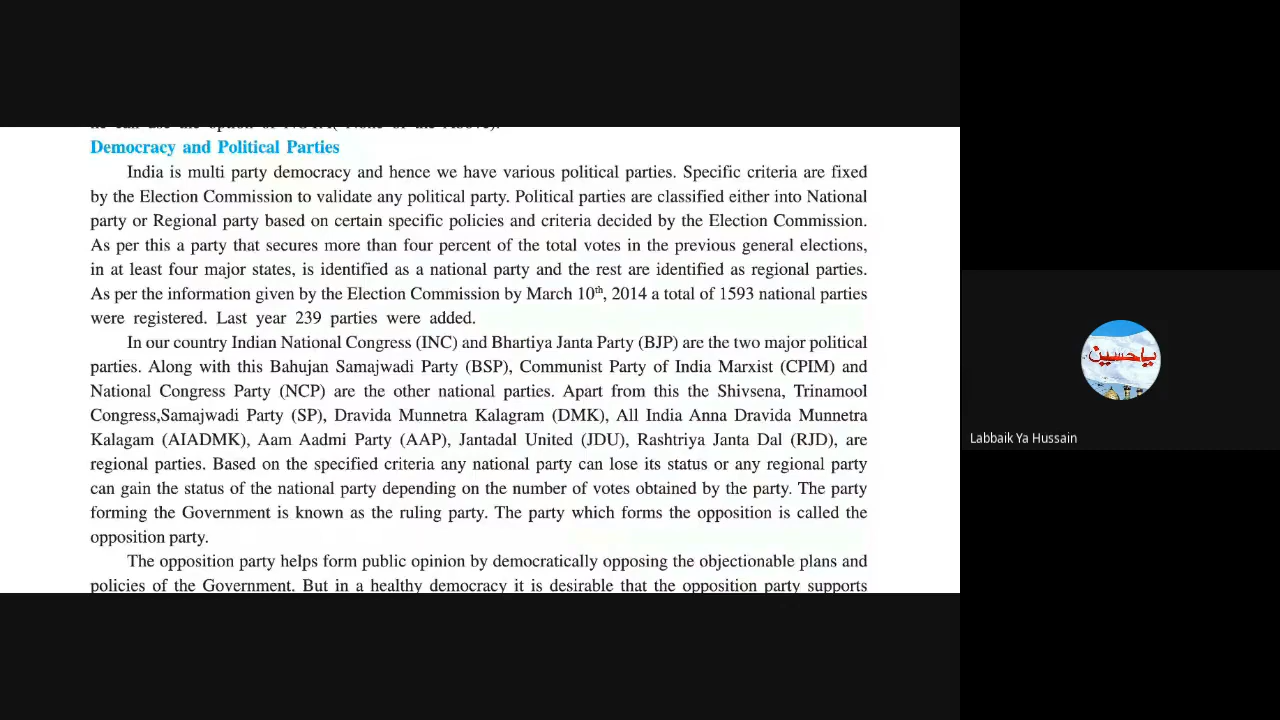 he can use the option of NOTA( None of the Above).
Democracy and Political Parties
India is multi party democracy and hence we have various political parties. Specific criteria are fixed
by the Election Commission to validate any political party. Political parties are classified either into National
party or Regional party based on certain specific policies and criteria decided by the Election Commission.
As per this a party that secures more than four percent of the total votes in the previous general elections,
in at least four major states, is identified as a national party and the rest are identified as regional parties.
As per the information given by the Election Commission by March 10th, 2014 a total of 1593 national parties
were registered. Last year 239 parties were added.
In our country Indian National Congress (INC) and Bhartiya Janta Party (BJP) are the two major political
parties. Along with this Bahujan Samajwadi Party (BSP), Communist Party of India Marxist (CPIM) and
National Congress Party (NCP) are the other national parties. Apart from this the Shivsena, Trinamool
Congress,Samajwadi Party (SP), Dravida Munnetra Kalagram (DMK), All India Anna Dravida Munnetra
Kalagam (AIADMK), Aam Aadmi Party (AAP), Jantadal United (JDU), Rashtriya Janta Dal (RJD), are
regional parties. Based on the specified criteria any national party can lose its status or any regional party
can gain the status of the national party depending on the number of votes obtained by the party. The party
forming the Government is known as the ruling party. The party which forms the opposition is called the
opposition party.
The opposition party helps form public opinion by democratically opposing the objectionable plans and
policies of the Government. But in a healthy democracy it is desirable that the opposition party supports
ياحسين
Labbaik Ya Hussain